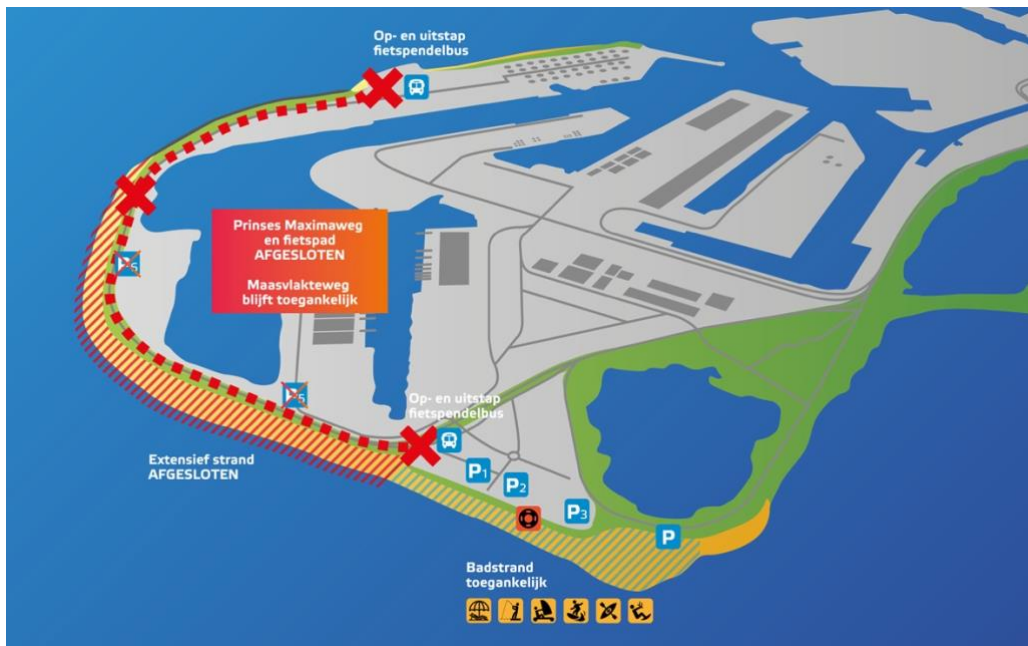 Op- en uitstap
fietspendelbus
Prinses Maximaweg
en fietspad
AFGESLOTEN
Maasvlakteweg
blijft toegankelijk
Op- en uitstap
fietspendelbus
Extensief strand
AFGESLOTEN
P1
P2
P3
P
Badstrand
toegankelijk